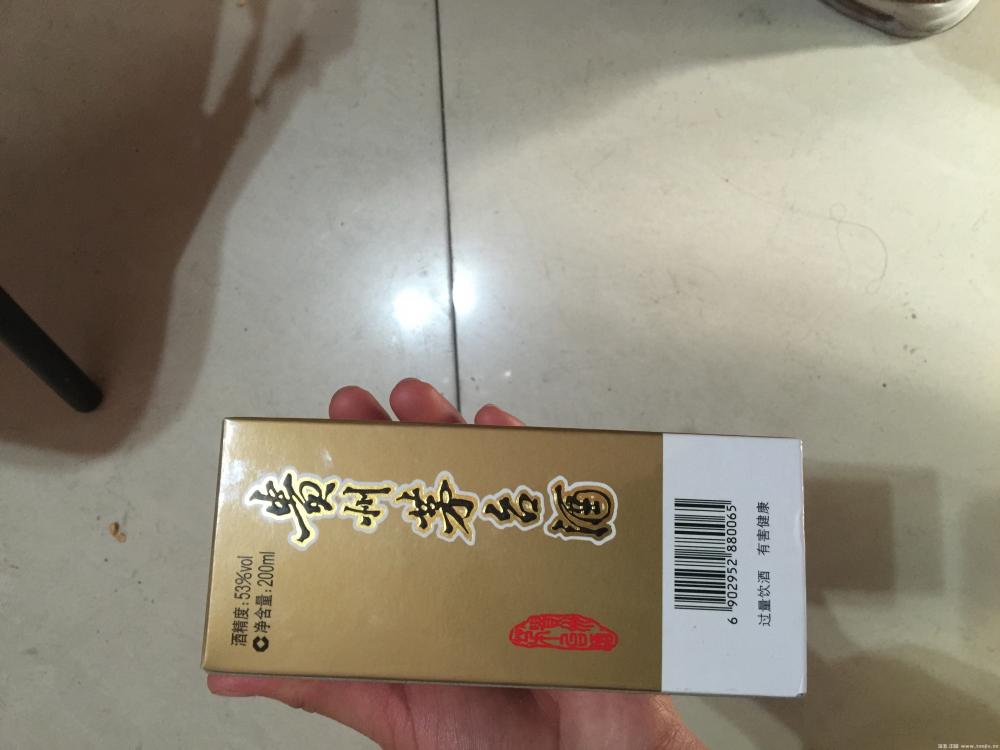 貴州茅台酒
酒精度:53%vol
净含量:200ml
6 902952 880065
过量饮酒 有害健康